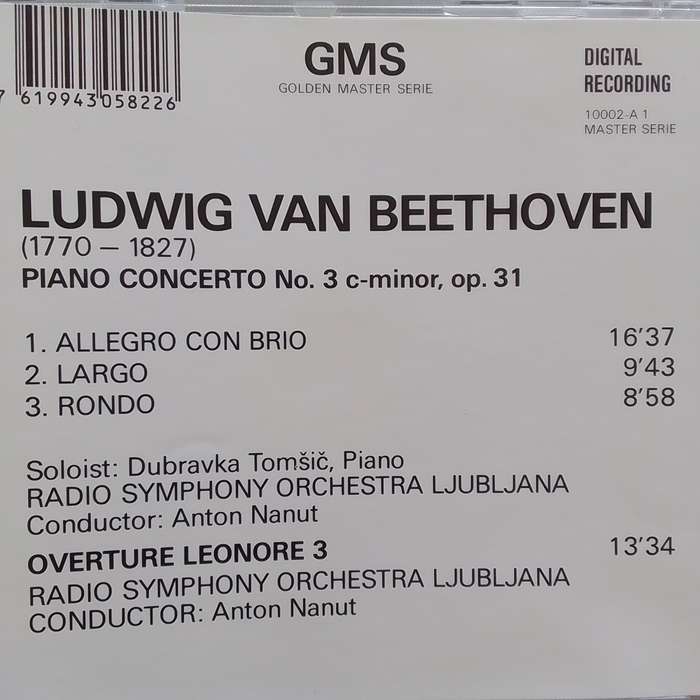 GMS
GOLDEN MASTER SERIE
DIGITAL
RECORDING
10002-A 1
MASTER SERIE
7 619943 058226
LUDWIG VAN BEETHOVEN
(1770 – 1827)
PIANO CONCERTO No. 3 c-minor, op. 31
1. ALLEGRO CON BRIO 16'37
2. LARGO 9'43
3. RONDO 8'58
Soloist: Dubravka Tomšič, Piano
RADIO SYMPHONY ORCHESTRA LJUBLJANA
Conductor: Anton Nanut
OVERTURE LEONORE 3 13'34
RADIO SYMPHONY ORCHESTRA LJUBLJANA
CONDUCTOR: Anton Nanut